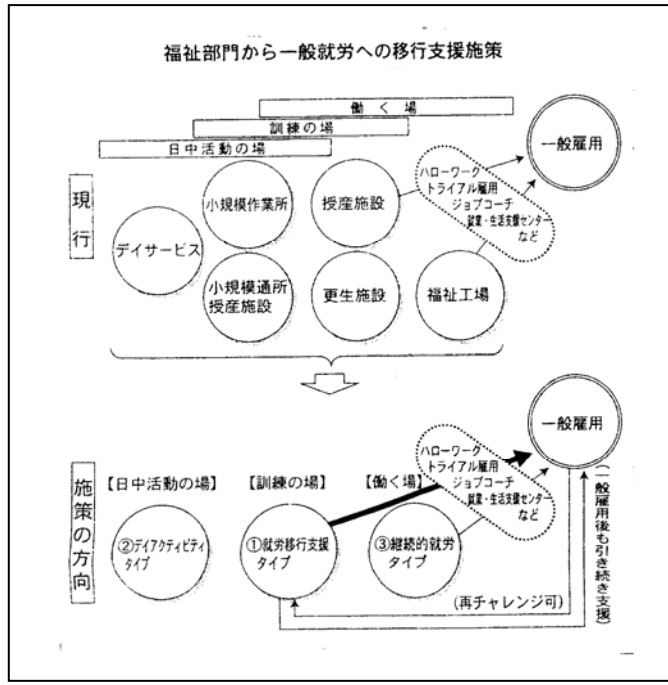 福祉部門から一般就労への移行支援施策
働く場
訓練の場
日中活動の場
現行
デイサービス
小規模作業所
小規模通所
授産施設
授産施設
更生施設
福祉工場
ハローワーク
トライアル雇用
ジョブコーチ
就業・生活支援センター
など
一般雇用
施策の方向
【日中活動の場】
【訓練の場】
【働く場】
②デイアクティビティ
タイプ
①就労移行支援
タイプ
③継続的就労
タイプ
ハローワーク
トライアル雇用
ジョブコーチ
就業・生活支援センター
など
一般雇用
(再チャレンジ可)
(一般雇用後も引き続き支援)